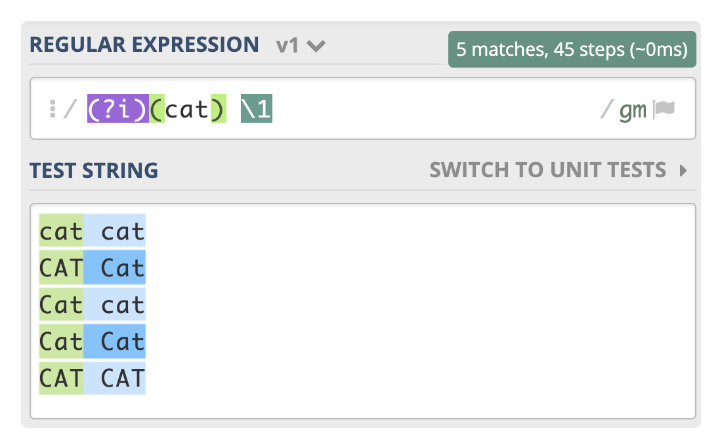 REGULAR EXPRESSION v1 5 matches, 45 steps (~0ms)
/ (?i)(cat) \1 / gm
TEST STRING SWITCH TO UNIT TESTS
cat cat
CAT Cat
Cat cat
Cat Cat
CAT CAT